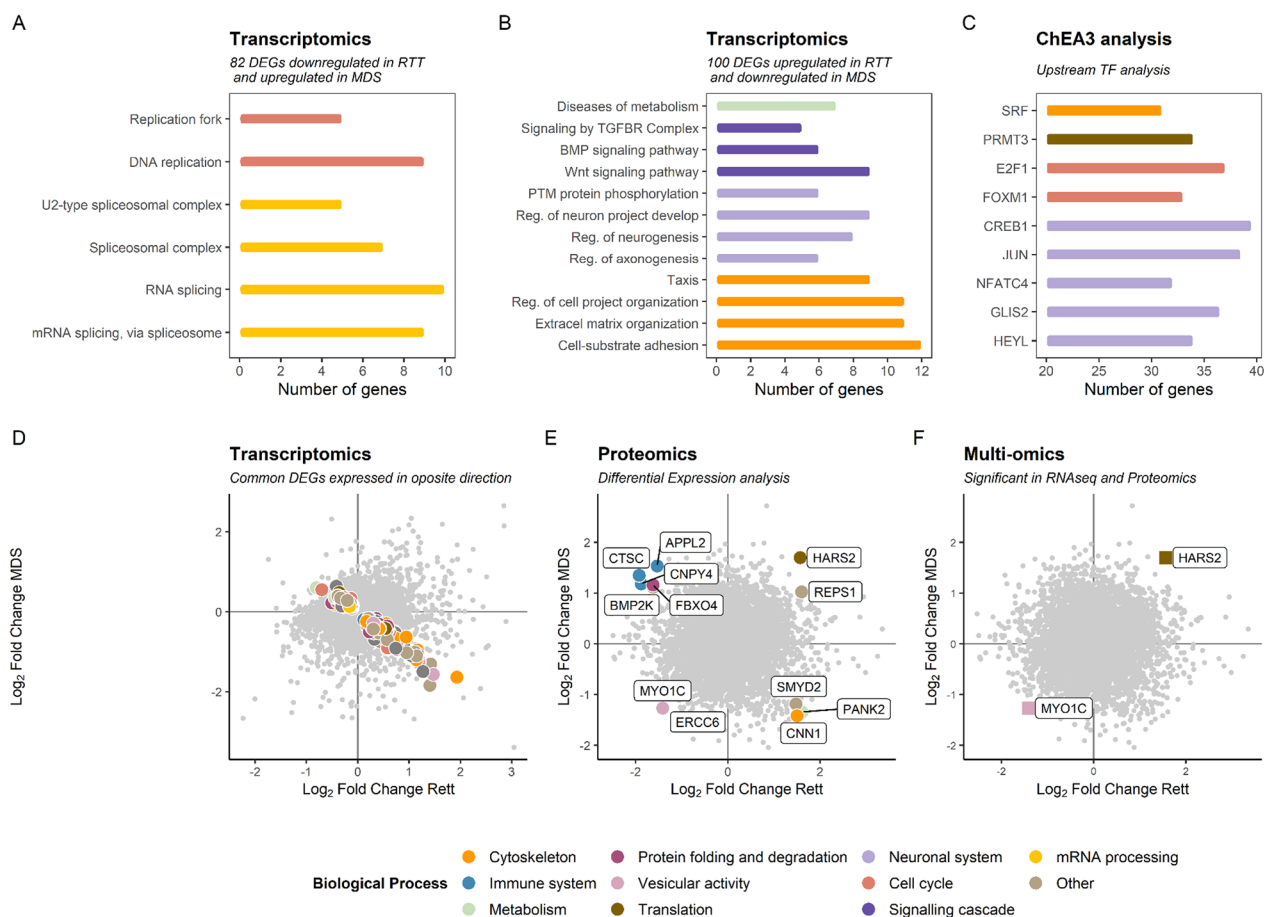 A
Transcriptomics
82 DEGs downregulated in RTT
and upregulated in MDS
Replication fork
DNA replication
U2-type spliceosomal complex
Spliceosomal complex
RNA splicing
mRNA splicing, via spliceosome
0 2 4 6 8 10
Number of genes
B
Transcriptomics
100 DEGs upregulated in RTT
and downregulated in MDS
Diseases of metabolism
Signaling by TGFBR Complex
BMP signaling pathway
Wnt signaling pathway
PTM protein phosphorylation
Reg. of neuron project develop
Reg. of neurogenesis
Reg. of axonogenesis
Taxis
Reg. of cell project organization
Extracel matrix organization
Cell-substrate adhesion
0 2 4 6 8 10 12
Number of genes
C
ChEA3 analysis
Upstream TF analysis
SRF
PRMT3
E2F1
FOXM1
CREB1
JUN
NFATC4
GLIS2
HEYL
20 25 30 35 40
Number of genes
D
Transcriptomics
Common DEGs expressed in oposite direction
Log2 Fold Change MDS
2
0
-2
-2 -1 0 1 2 3
Log2 Fold Change Rett
E
Proteomics
Differential Expression analysis
Log2 Fold Change MDS
2
1
0
-1
-2
APPL2
CTSC
CNPY4
BMP2K
FBXO4
HARS2
REPS1
MYO1C
ERCC6
SMYD2
PANK2
CNN1
-2 0 2
Log2 Fold Change Rett
F
Multi-omics
Significant in RNAseq and Proteomics
Log2 Fold Change MDS
2
1
0
-1
-2
HARS2
MYO1C
-2 0 2
Log2 Fold Change Rett
Biological Process
Cytoskeleton
Immune system
Metabolism
Protein folding and degradation
Vesicular activity
Translation
Neuronal system
Cell cycle
Signalling cascade
mRNA processing
Other